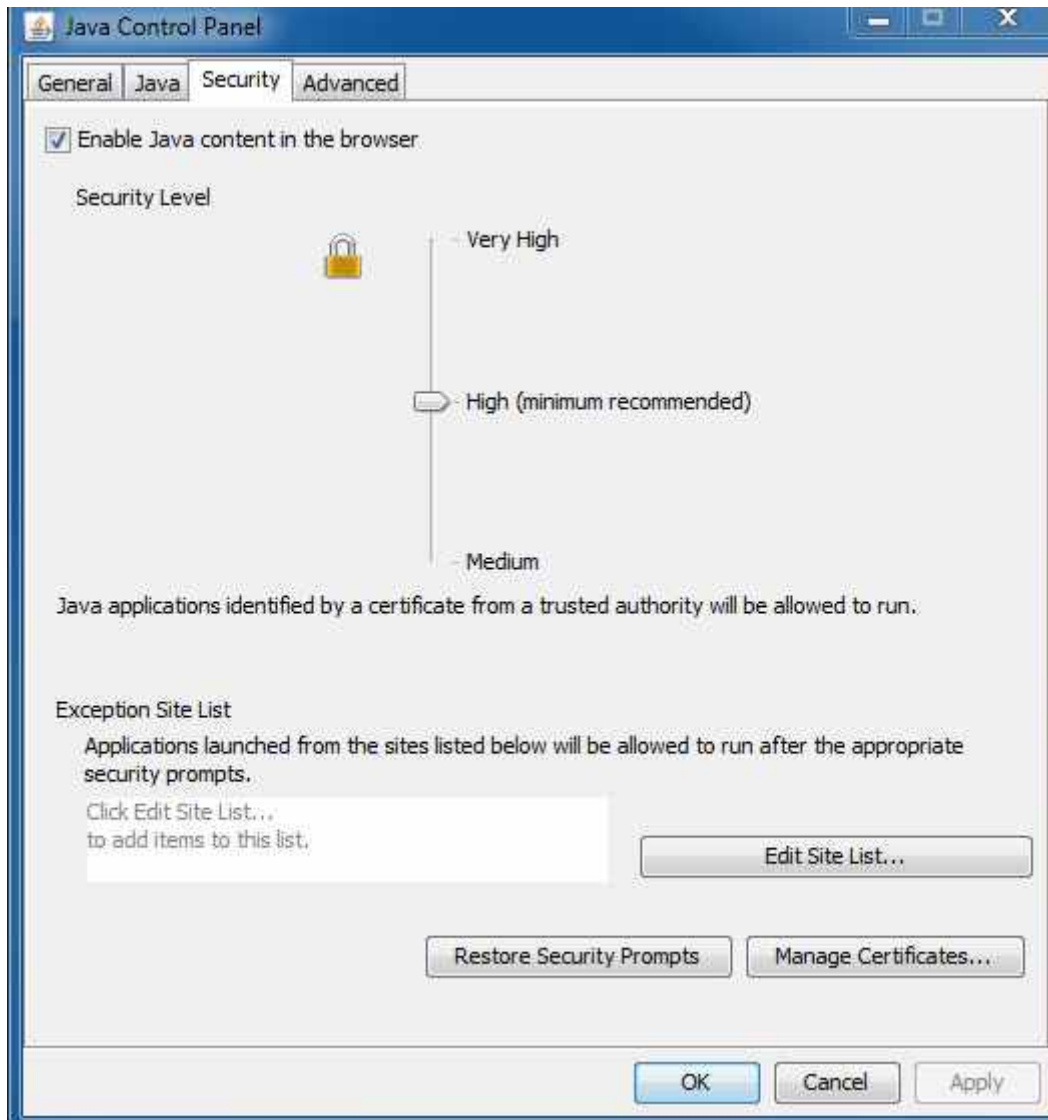 Java Control Panel
General Java Security Advanced
Enable Java content in the browser
Security Level
Very High
High (minimum recommended)
Medium
Java applications identified by a certificate from a trusted authority will be allowed to run.
Exception Site List
Applications launched from the sites listed below will be allowed to run after the appropriate
security prompts.
Click Edit Site List...
to add items to this list.
Edit Site List...
Restore Security Prompts Manage Certificates...
OK Cancel Apply